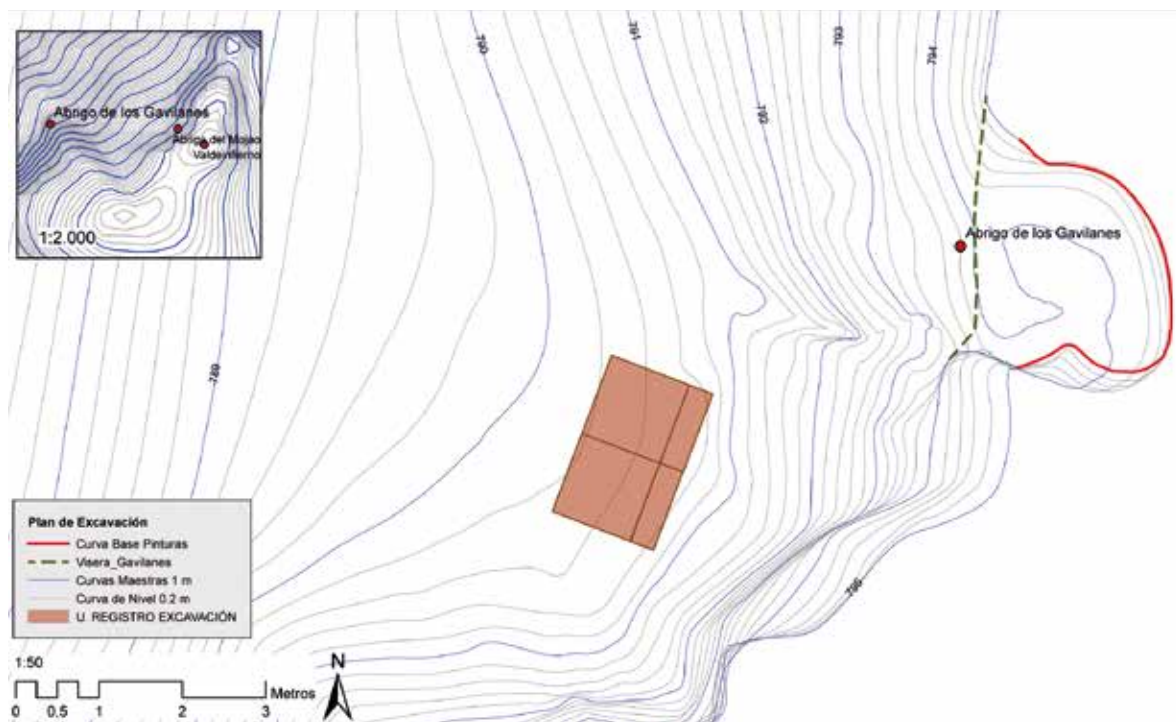 Abrigo de los Gavilanes
Abrigo del Mojao
Valdeinfierno
1:2.000
790
791
792
793
794
789
Abrigo de los Gavilanes
795
Plan de Excavación
Curva Base Pinturas
Visera_Gavilanes
Curvas Maestras 1 m
Curva de Nivel 0.2 m
U. REGISTRO EXCAVACIÓN
1:50
N
Metros
0 0.5 1 2 3